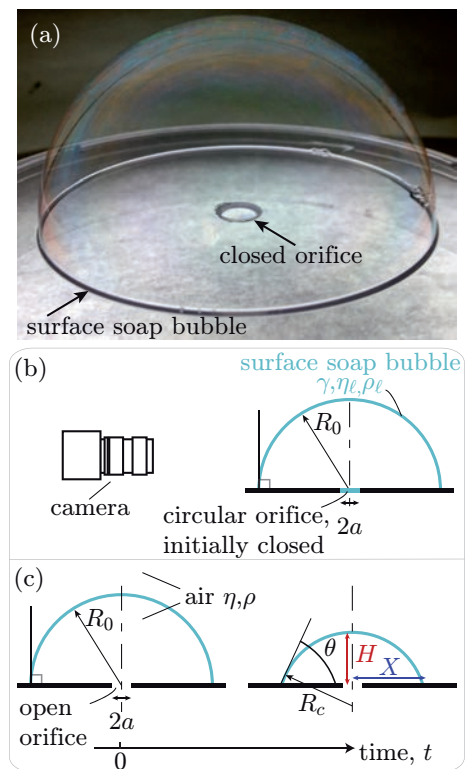 (a)
closed orifice
surface soap bubble
(b)
surface soap bubble
γ,ηℓ,ρℓ
R0
camera
circular orifice,
initially closed
2a
(c)
air η,ρ
R0
θ
H
X
Rc
open
orifice
2a
0
time, t